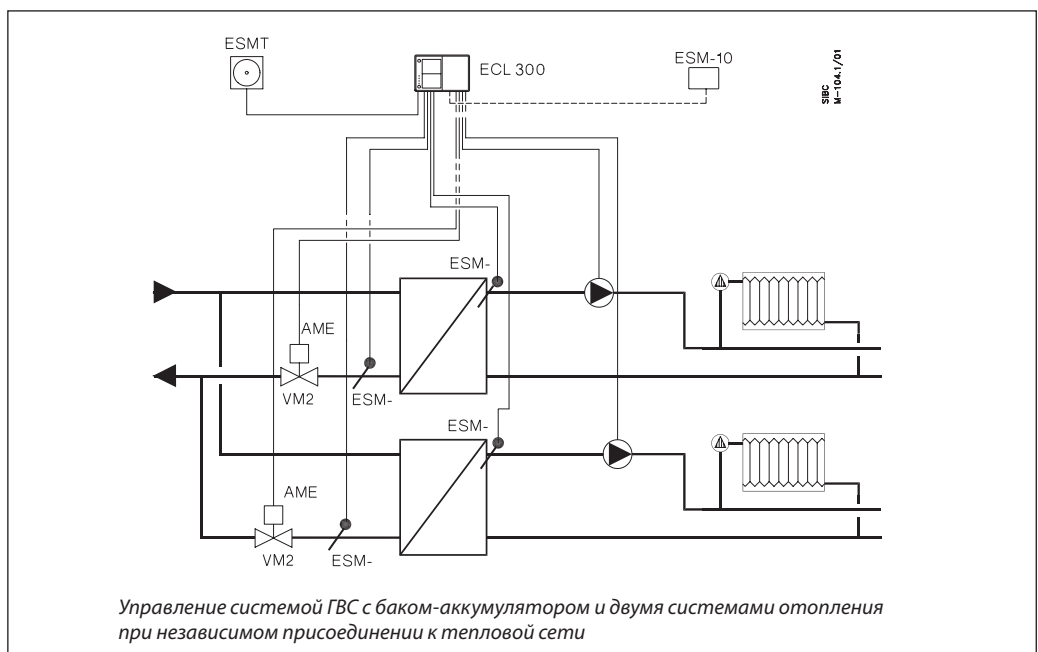 ESMT
ECL 300
ESM-10
SIBC
M-104.1/01
ESM-
AME
VM2
ESM-
ESM-
AME
VM2
ESM-
Управление системой ГВС с баком-аккумулятором и двумя системами отопления
при независимом присоединении к тепловой сети